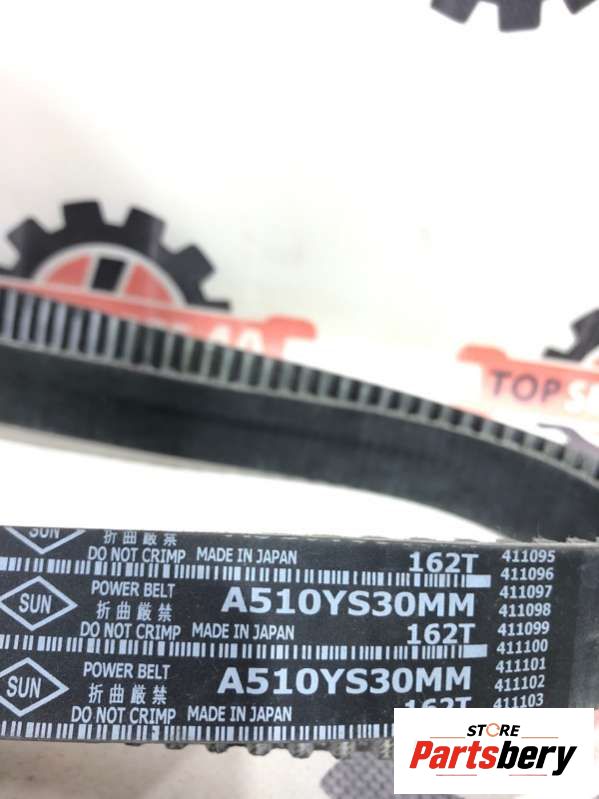 TOP
SUN
折曲厳禁
DO NOT CRIMP MADE IN JAPAN 162T
411095
411096
POWER BELT A510YS30MM
SUN
折曲厳禁
DO NOT CRIMP MADE IN JAPAN 162T
411097
411098
411099
411100
POWER BELT A510YS30MM
SUN
折曲厳禁
DO NOT CRIMP MADE IN JAPAN 162T
411101
411102
411103
STORE
Partsbery